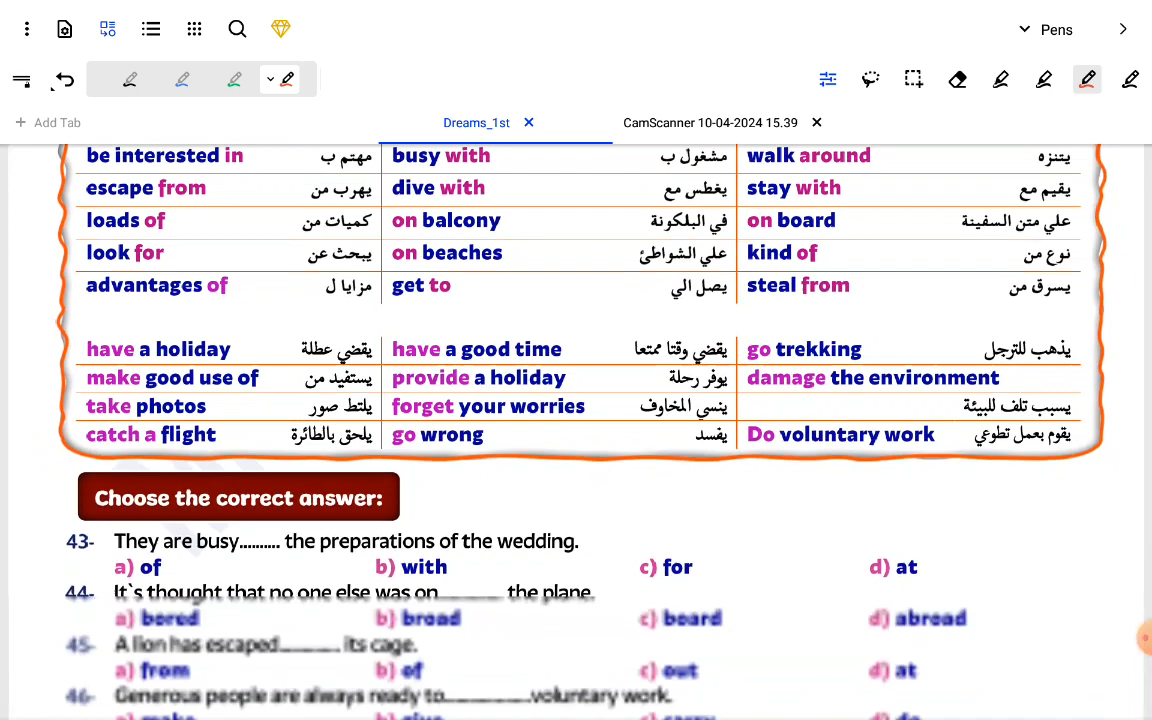 Pens
Add Tab
Dreams_1st
CamScanner 10-04-2024 15.39
be interested in مهتم ب busy with مشغول ب walk around يتنزه
escape from يهرب من dive with يغطس مع stay with يقيم مع
loads of كميات من on balcony في البلكونة on board علي متن السفينة
look for يبحث عن on beaches علي الشواطئ kind of نوع من
advantages of مزايا ل get to يصل الي steal from يسرق من
have a holiday يقضي عطلة have a good time يقضي وقتا ممتعا go trekking يذهب للترجل
make good use of يستفيد من provide a holiday يوفر رحلة damage the environment
take photos يلتط صور forget your worries ينسي المخاوف يسبب تلف للبيئة
catch a flight يلحق بالطائرة go wrong يفسد Do voluntary work يقوم بعمل تطوعي
Choose the correct answer:
43- They are busy.......... the preparations of the wedding.
a) of b) with c) for d) at
44- It`s thought that no one else was on............... the plane.
a) bored b) broad c) board d) abroad
45- A lion has escaped............... its cage.
a) from b) of c) out d) at
46- Generous people are always ready to.....................voluntary work.